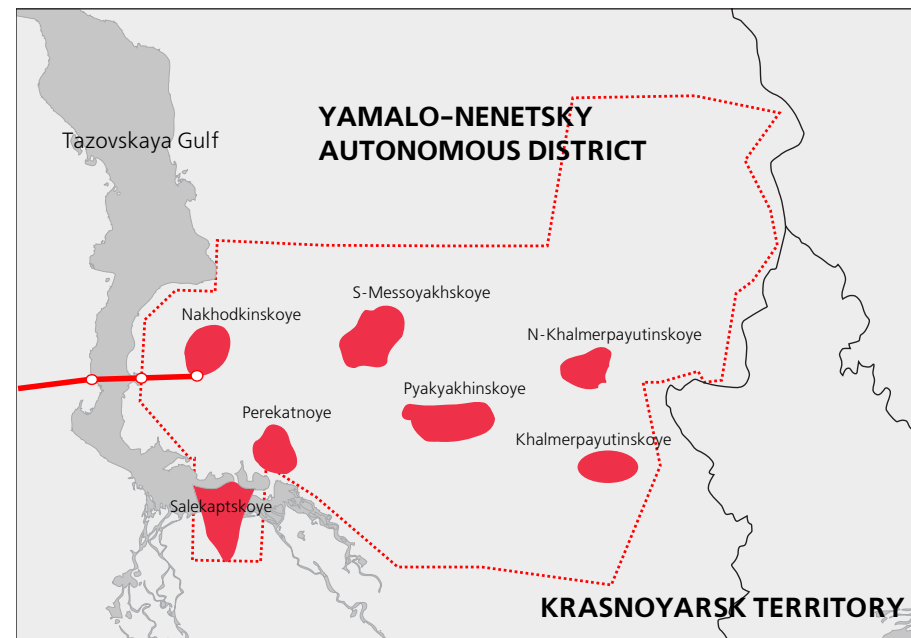 YAMALO–NENETSKY
AUTONOMOUS DISTRICT
Tazovskaya Gulf
S-Messoyakhskoye
Nakhodkinskoye
N-Khalmerpayutinskoye
Pyakyakhinskoye
Perekatnoye
Khalmerpayutinskoye
Salekaptskoye
KRASNOYARSK TERRITORY